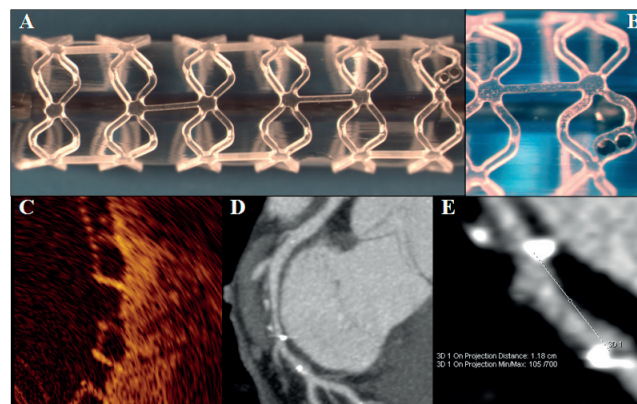 A
B
C
D
E
3D 1
3D 1 On Projection Distance: 1.18 cm
3D 1 On Projection Min/Max: 105 /700